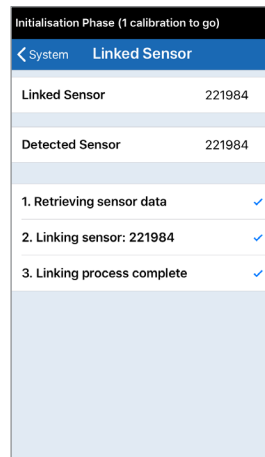 Initialisation Phase (1 calibration to go)
System Linked Sensor
Linked Sensor 221984
Detected Sensor 221984
1. Retrieving sensor data
2. Linking sensor: 221984
3. Linking process complete